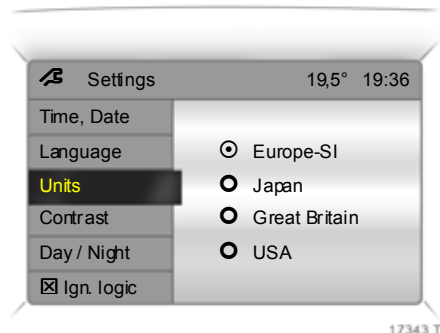 Settings 19,5° 19:36
Time, Date
Language
Units
Contrast
Day / Night
Ign. logic
Europe-SI
Japan
Great Britain
USA
17343 T